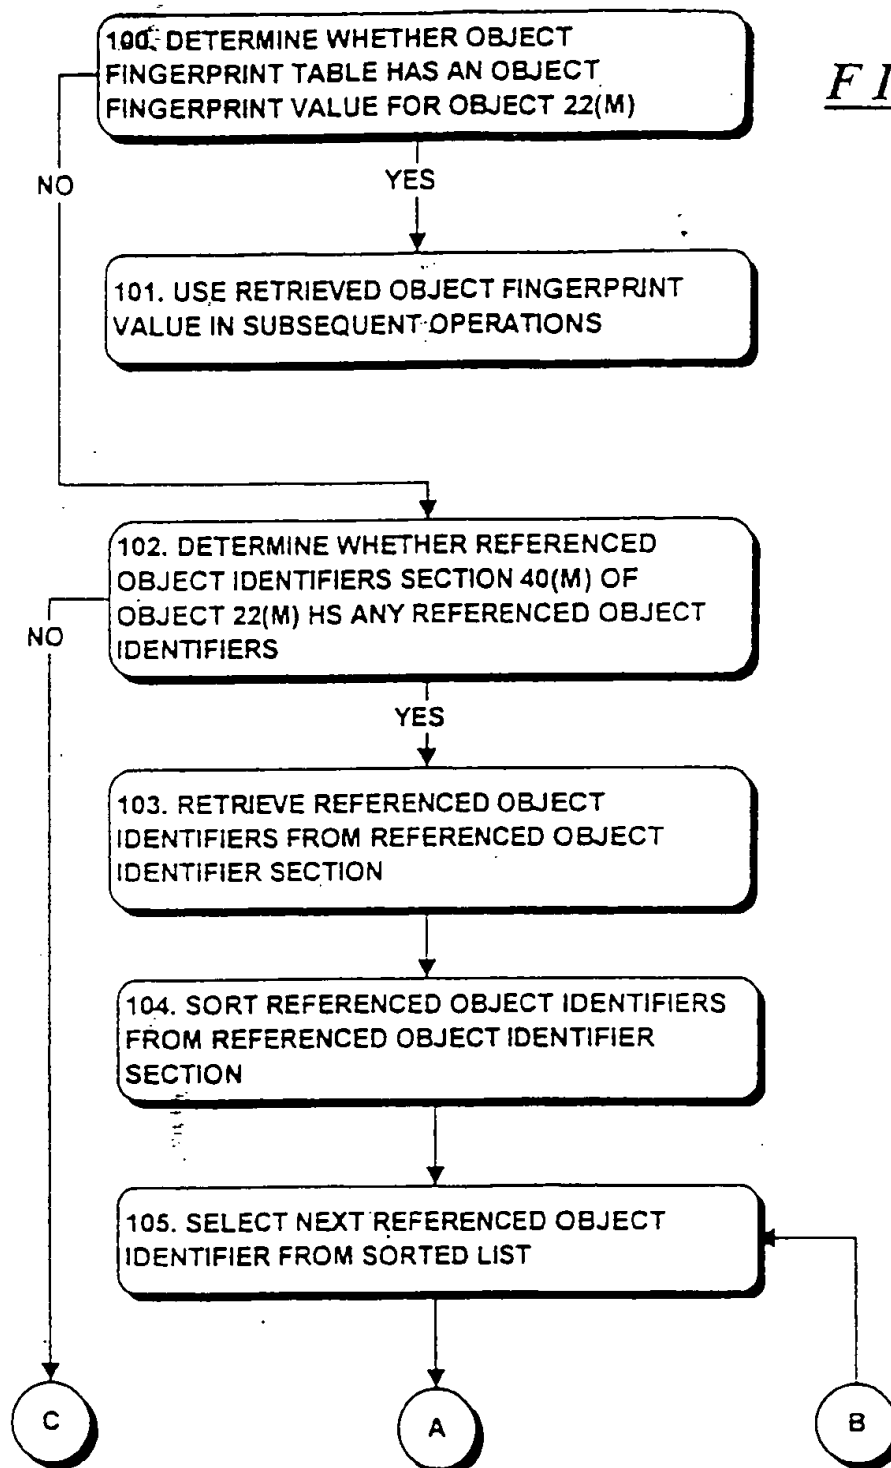 100. DETERMINE WHETHER OBJECT
FINGERPRINT TABLE HAS AN OBJECT
FINGERPRINT VALUE FOR OBJECT 22(M)
F I
NO
YES
101. USE RETRIEVED OBJECT FINGERPRINT
VALUE IN SUBSEQUENT OPERATIONS
102. DETERMINE WHETHER REFERENCED
OBJECT IDENTIFIERS SECTION 40(M) OF
OBJECT 22(M) HS ANY REFERENCED OBJECT
IDENTIFIERS
NO
YES
103. RETRIEVE REFERENCED OBJECT
IDENTIFIERS FROM REFERENCED OBJECT
IDENTIFIER SECTION
104. SORT REFERENCED OBJECT IDENTIFIERS
FROM REFERENCED OBJECT IDENTIFIER
SECTION
105. SELECT NEXT REFERENCED OBJECT
IDENTIFIER FROM SORTED LIST
C
A
B